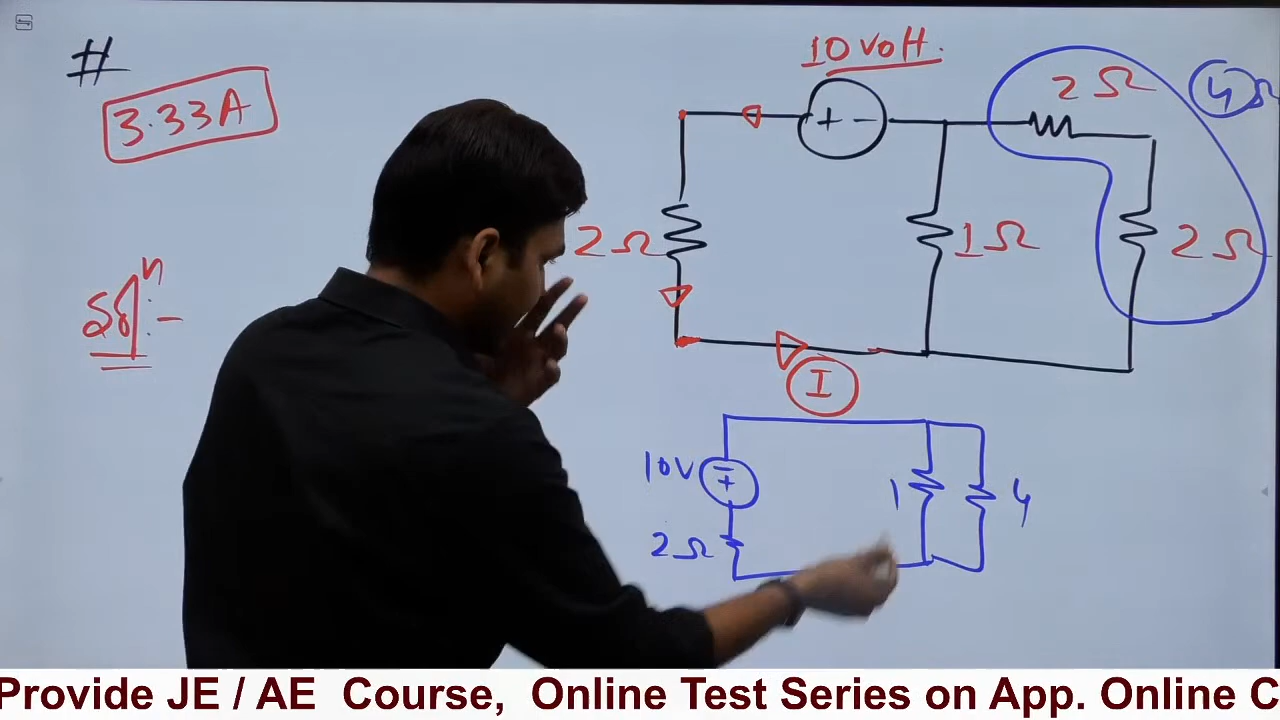 #
3.33A
Solⁿ:-
10 volt.
2 Ω
4 Ω
+ -
2 Ω
1 Ω
2 Ω
I
10V
- +
2 Ω
1
4
Provide JE / AE Course, Online Test Series on App. Online C